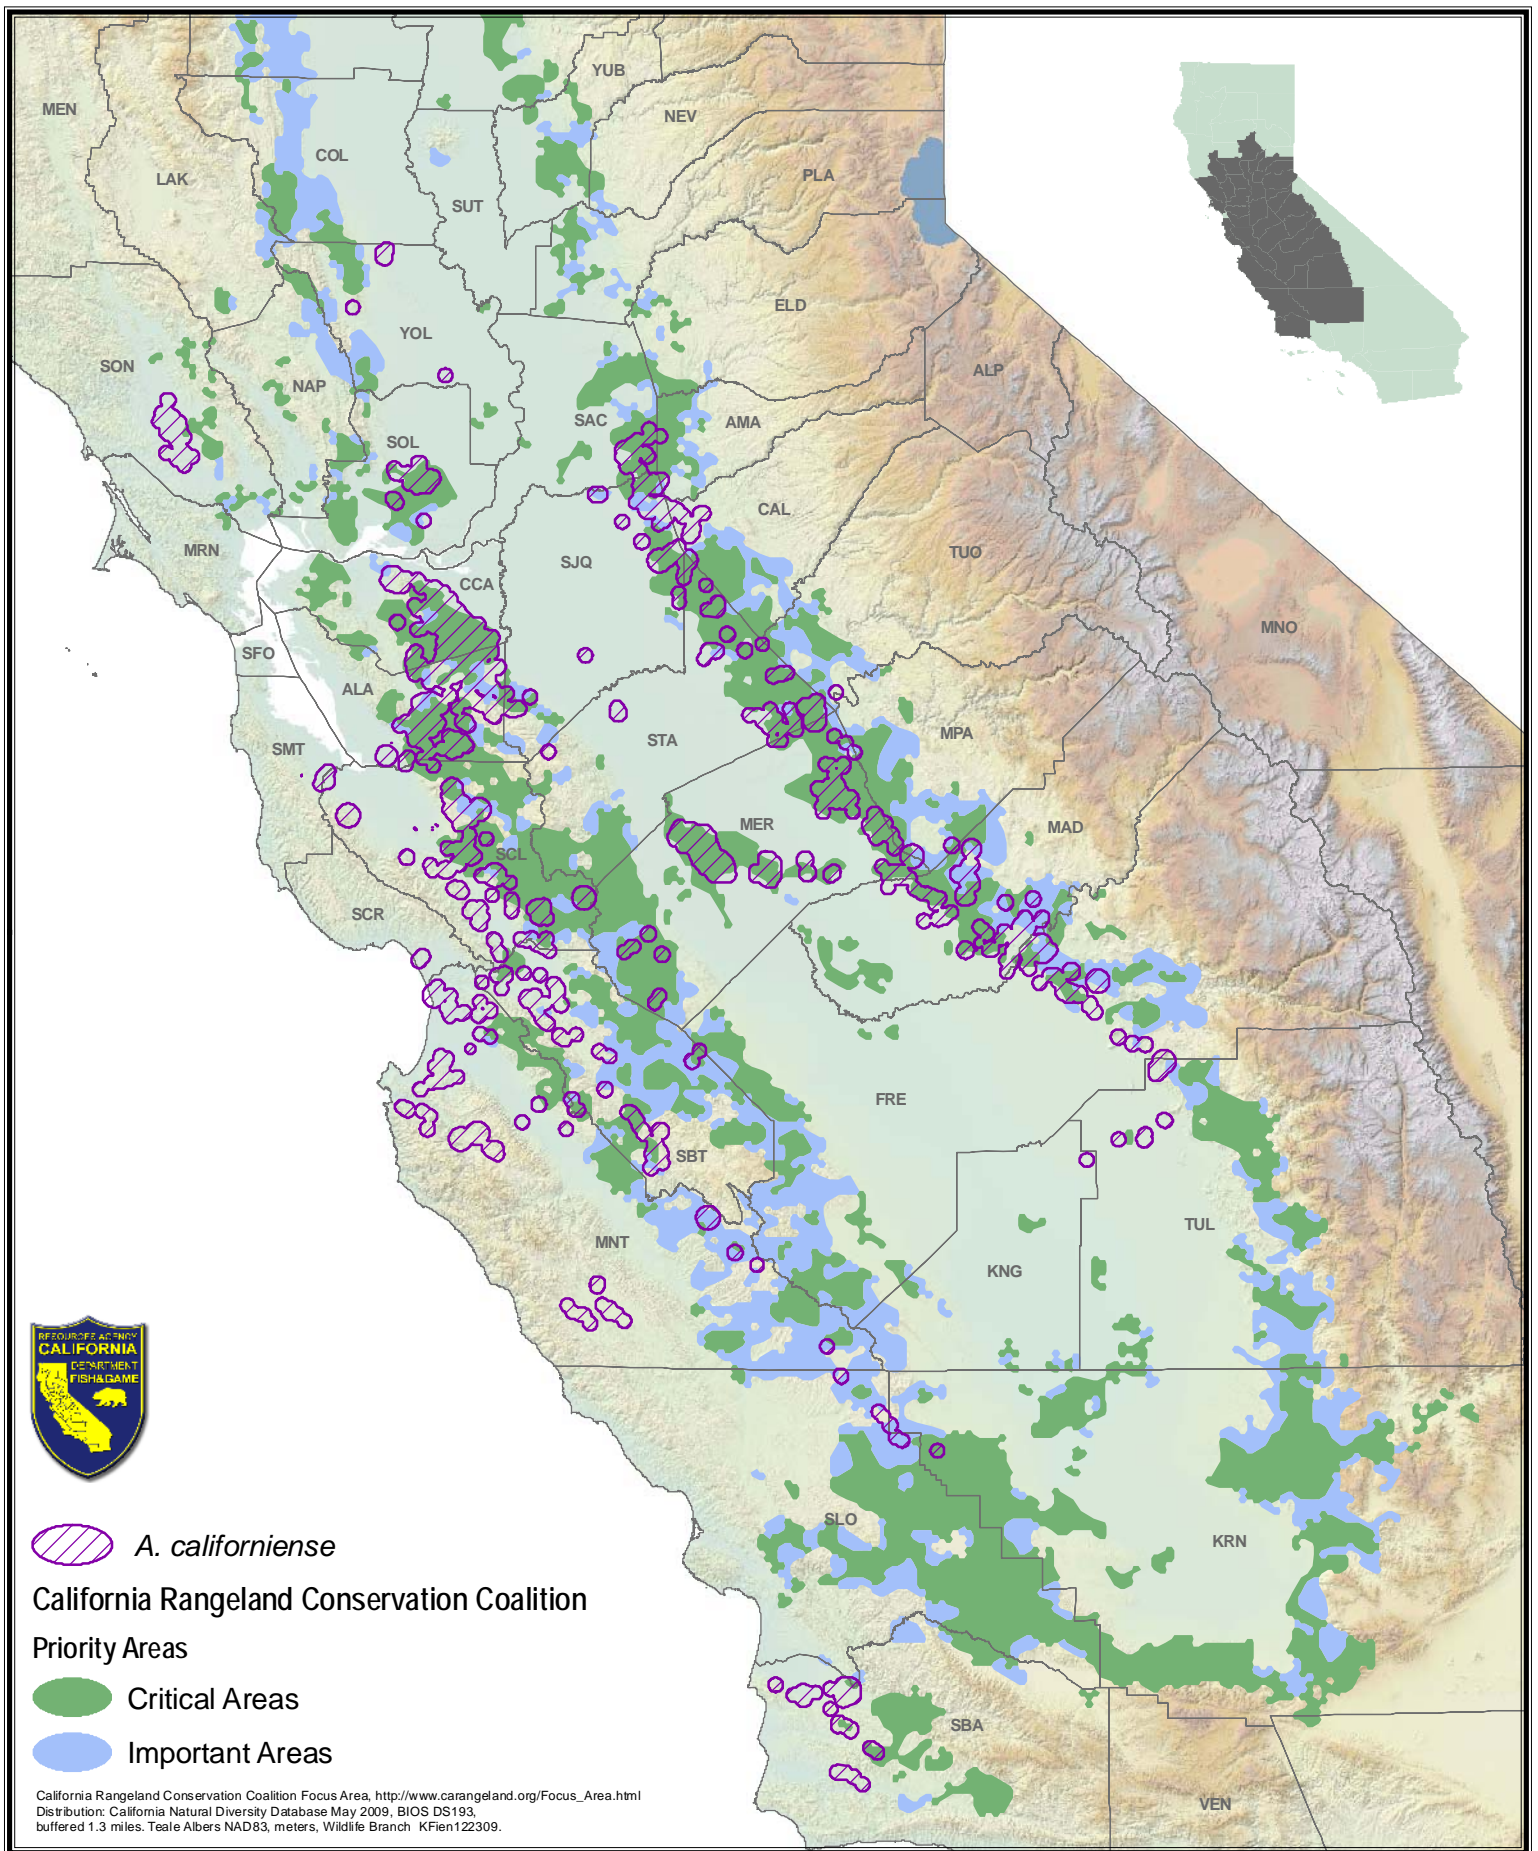 YUB
MEN
NEV
COL
LAK
PLA
SUT
ELD
YOL
SON
ALP
NAP
SAC
AMA
SOL
CAL
MRN
TUO
SJQ
CCA
MNO
SFO
ALA
MPA
STA
SMT
MER
MAD
SCL
SCR
FRE
SBT
TUL
MNT
KNG
RESOURCES AGENCY
CALIFORNIA
DEPARTMENT
FISH&GAME
SLO
KRN
A. californiense
California Rangeland Conservation Coalition
Priority Areas
Critical Areas
SBA
Important Areas
VEN
California Rangeland Conservation Coalition Focus Area, http://www.carangeland.org/Focus_Area.html
Distribution: California Natural Diversity Database May 2009, BIOS DS193,
buffered 1.3 miles. Teale Albers NAD83, meters, Wildlife Branch KFien122309.